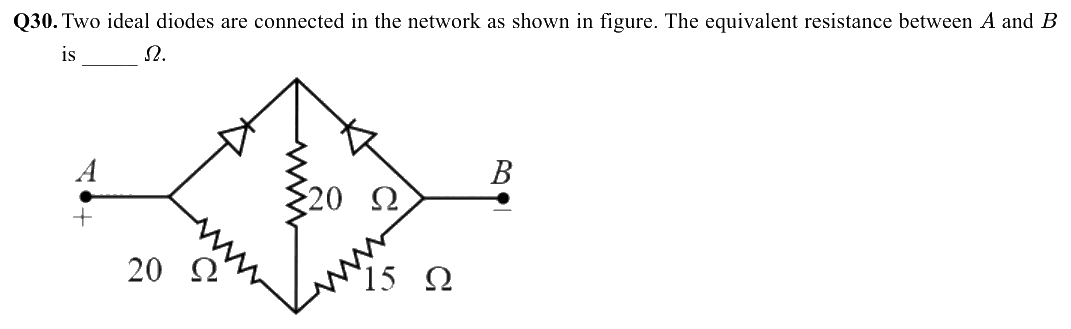 Q30. Two ideal diodes are connected in the network as shown in figure. The equivalent resistance between A and B
is _____ Ω.
A
B
20 Ω
+
−
20 Ω
15 Ω